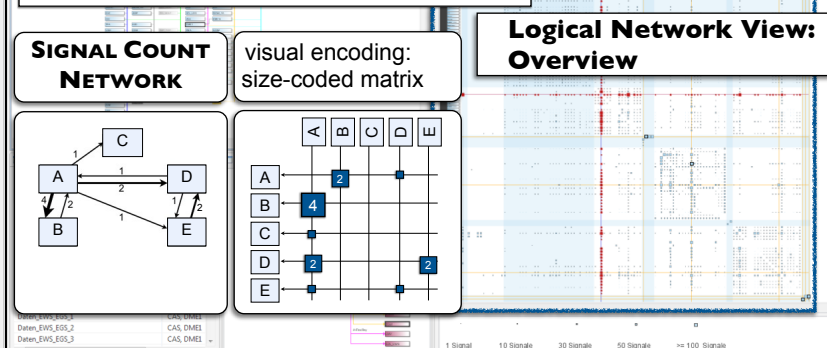 SIGNAL COUNT
NETWORK
visual encoding:
size-coded matrix
Logical Network View:
Overview
C
1
A
1
D
2
4
2
1
1
2
B
E
A
B
C
D
E
A
2
B
4
C
D
2
2
E
Daten_EWS_EGS_1
CAS, DME1
Daten_EWS_EGS_2
CAS, DME1
Daten_EWS_EGS_3
CAS, DME1
1 Signal
10 Signale
30 Signale
50 Signale
>= 100 Signale